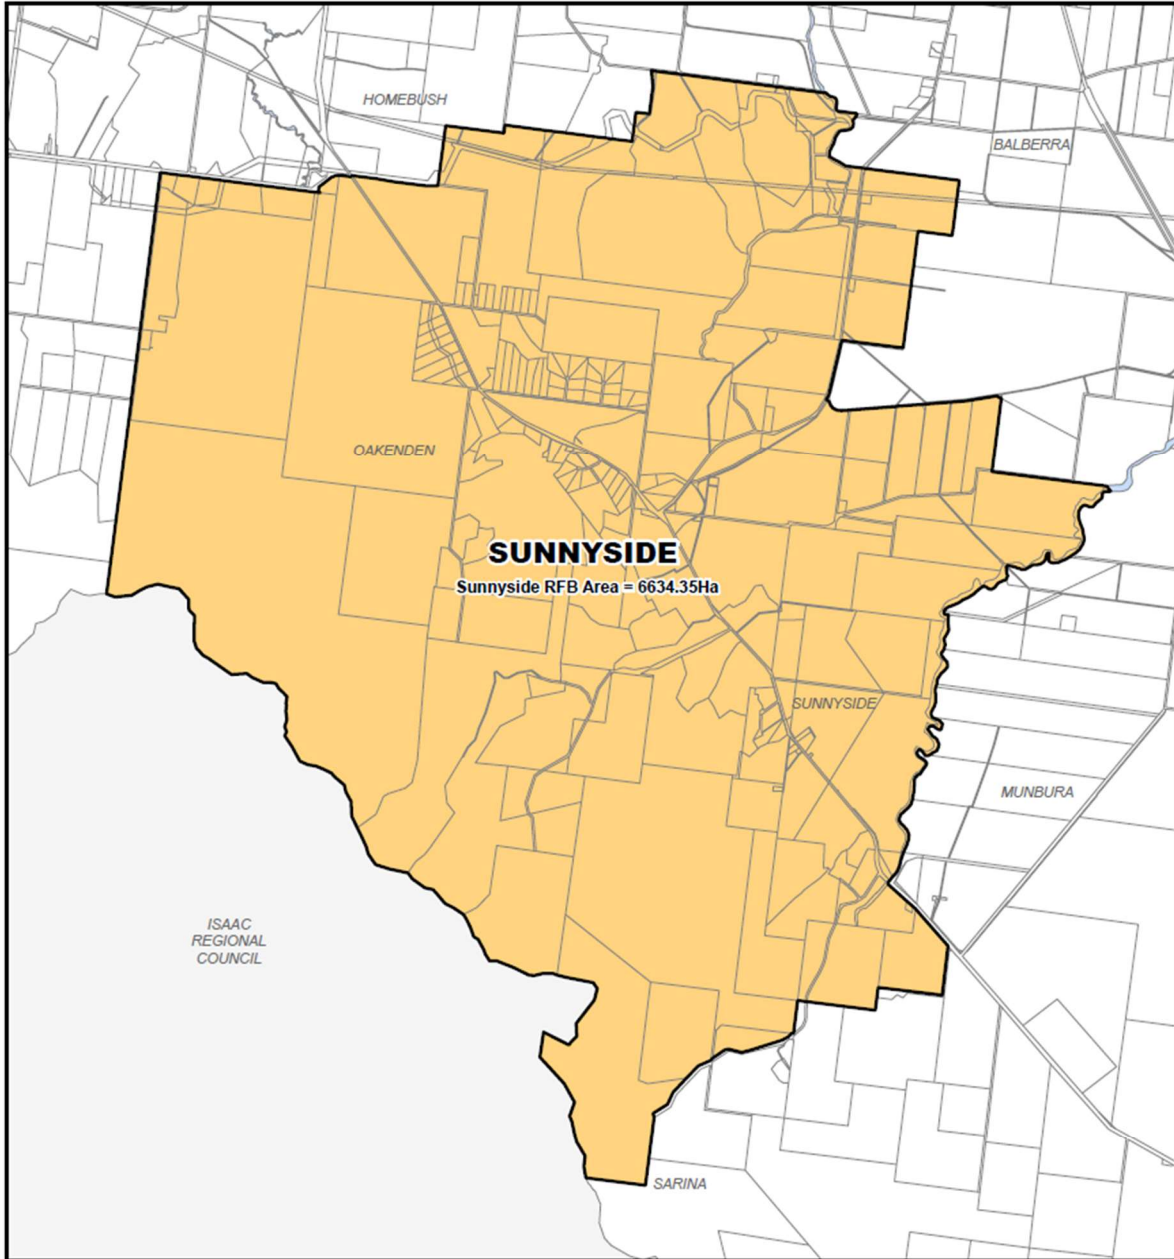 HOMEBUSH
BALBERRA
OAKENDEN
SUNNYSIDE
Sunnyside RFB Area = 6634.35Ha
SUNNYSIDE
MUNBURA
ISAAC
REGIONAL
COUNCIL
SARINA